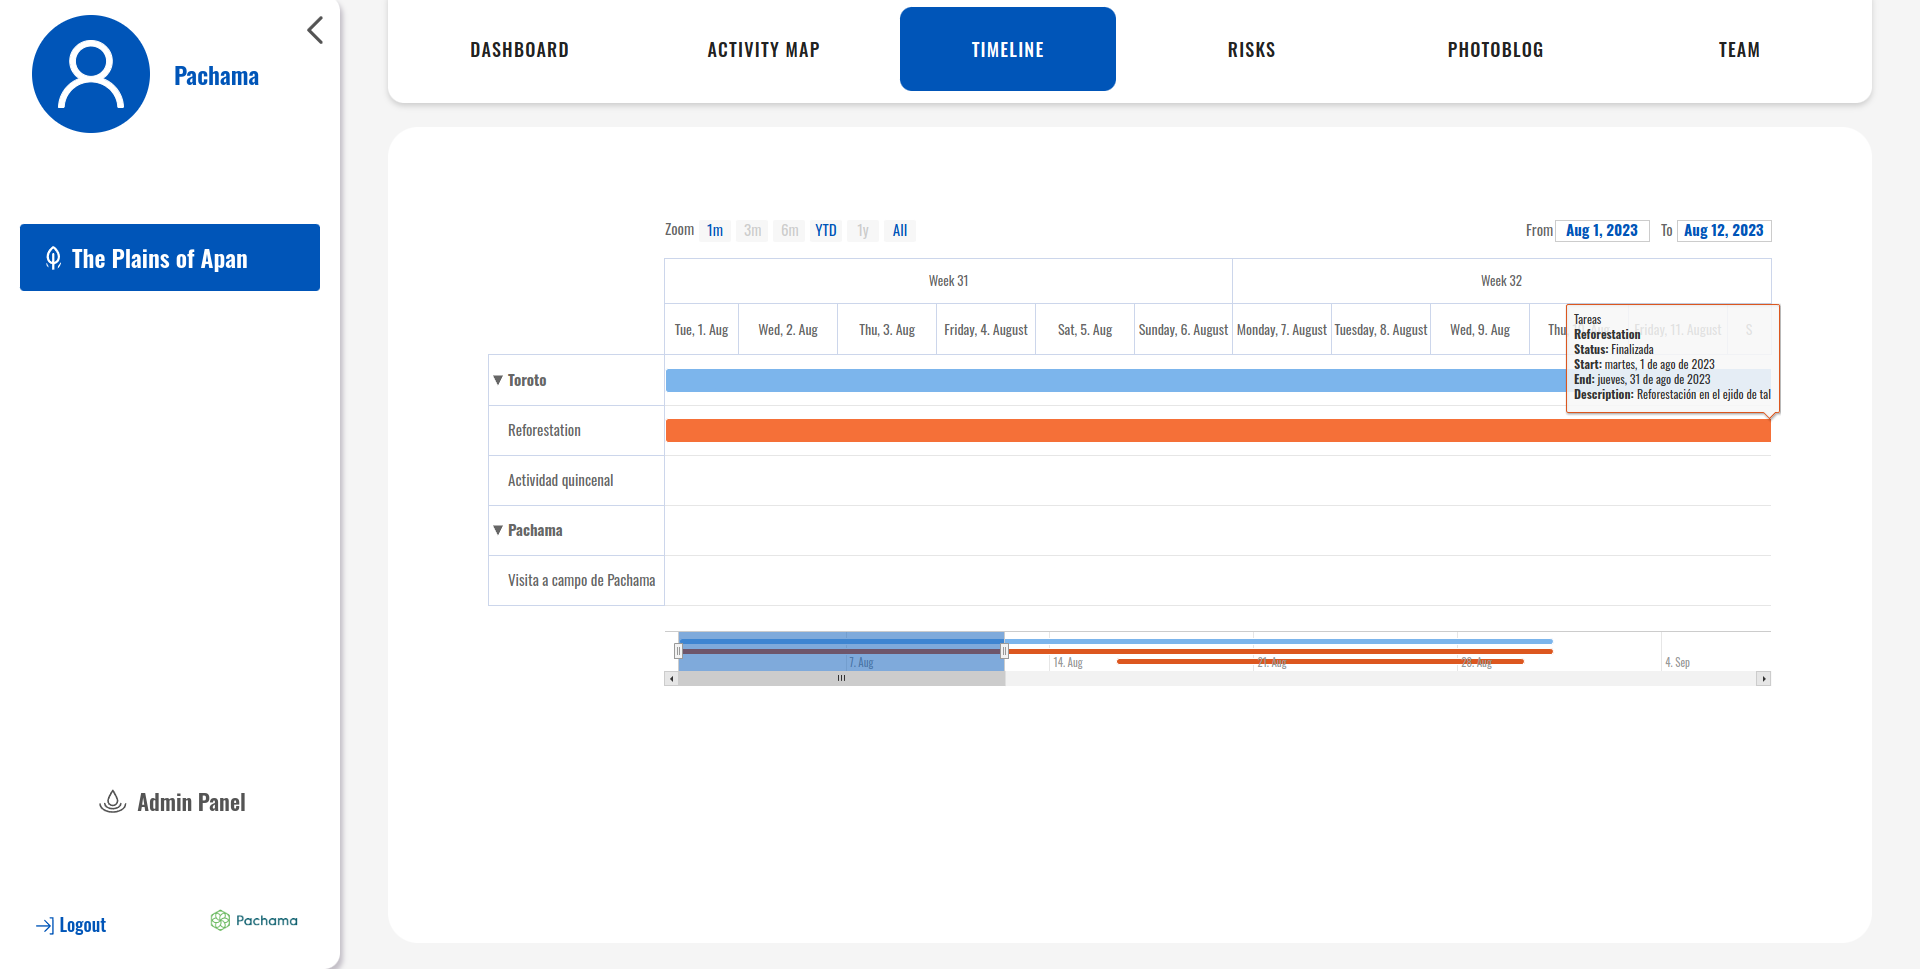 Pachama
DASHBOARD
ACTIVITY MAP
TIMELINE
RISKS
PHOTOBLOG
TEAM
The Plains of Apan
Zoom 1m 3m 6m YTD 1y All
From Aug 1, 2023 To Aug 12, 2023
Week 31
Week 32
Tue, 1. Aug
Wed, 2. Aug
Thu, 3. Aug
Friday, 4. August
Sat, 5. Aug
Sunday, 6. August
Monday, 7. August
Tuesday, 8. August
Wed, 9. Aug
Thu
Friday, 11. August
S
Tareas
Reforestation
Status: Finalizada
Start: martes, 1 de ago de 2023
End: jueves, 31 de ago de 2023
Description: Reforestación en el ejido de tal
▼ Toroto
Reforestation
Actividad quincenal
▼ Pachama
Visita a campo de Pachama
7. Aug
14. Aug
21. Aug
28. Aug
4. Sep
Admin Panel
Logout
Pachama